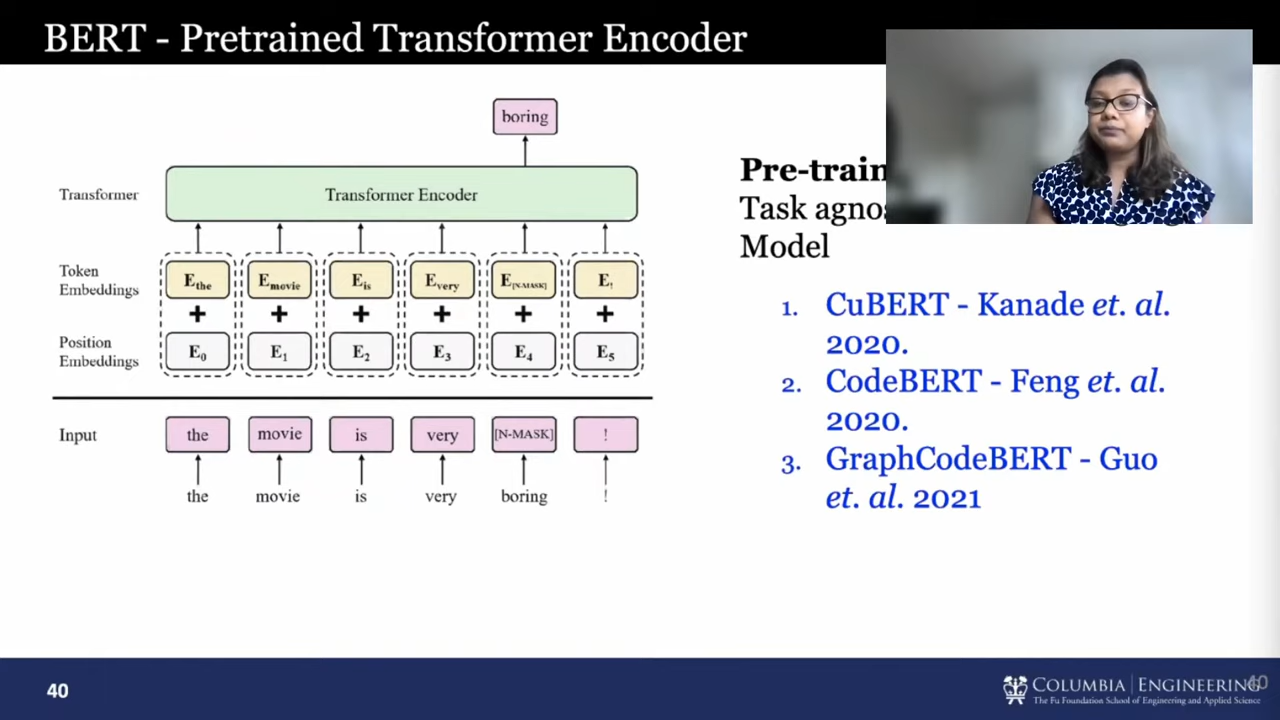 BERT - Pretrained Transformer Encoder
boring
Transformer
Transformer Encoder
Token
Embeddings
E_the E_movie E_is E_very E_[N-MASK] E_!
+ + + + + +
Position
Embeddings
E_0 E_1 E_2 E_3 E_4 E_5
Input
the movie is very [N-MASK] !
the movie is very boring !
Pre-train
Task agnos
Model
1. CuBERT - Kanade et. al.
2020.
2. CodeBERT - Feng et. al.
2020.
3. GraphCodeBERT - Guo
et. al. 2021
40
COLUMBIA | ENGINEERING
The Fu Foundation School of Engineering and Applied Science
40